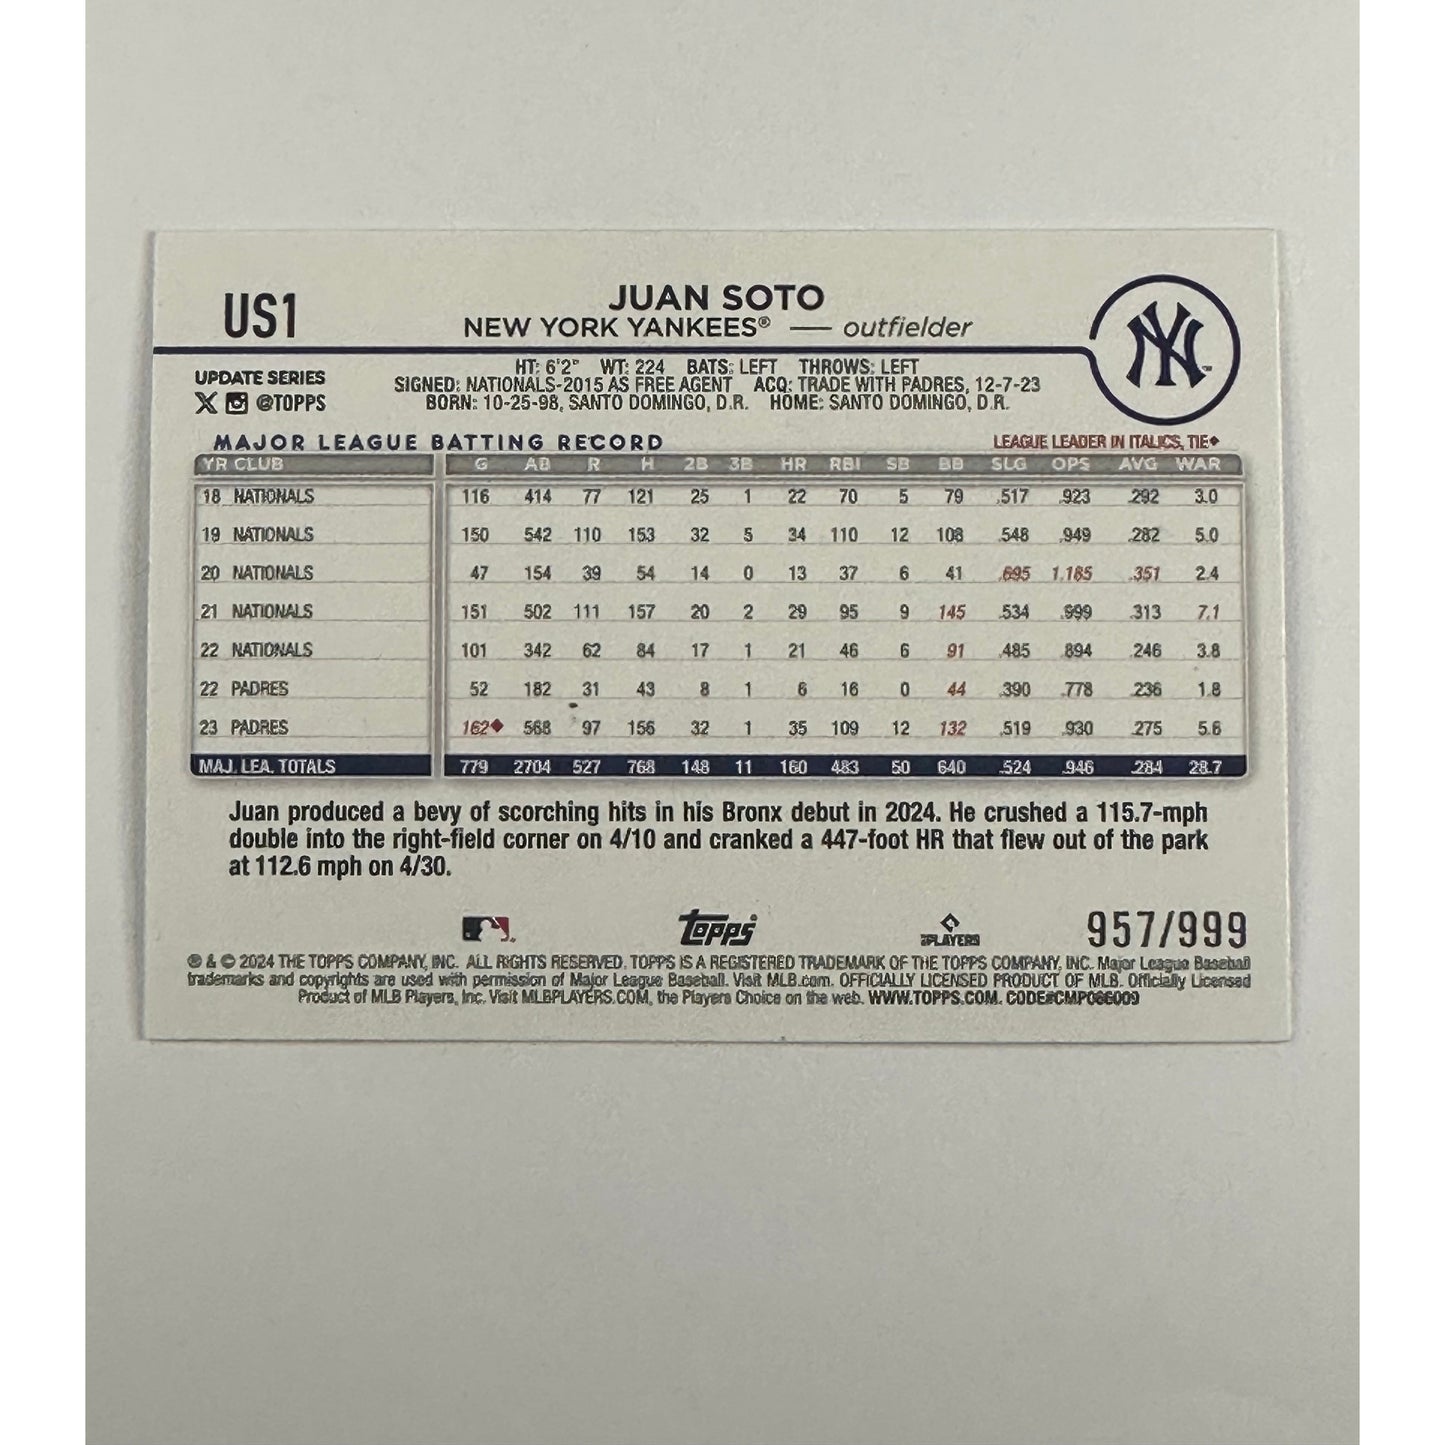 US1
JUAN SOTO
NEW YORK YANKEES® — outfielder
NY
UPDATE SERIES
X @TOPPS
HT: 6'2" WT: 224 BATS: LEFT THROWS: LEFT
SIGNED: NATIONALS-2015 AS FREE AGENT ACQ: TRADE WITH PADRES, 12-7-23
BORN: 10-25-98, SANTO DOMINGO, D.R. HOME: SANTO DOMINGO, D.R.
MAJOR LEAGUE BATTING RECORD
LEAGUE LEADER IN ITALICS, TIE◆
YR CLUB G AB R H 2B 3B HR RBI SB BB SLG OPS AVG WAR
18 NATIONALS 116 414 77 121 25 1 22 70 5 79 .517 .923 .292 3.0
19 NATIONALS 150 542 110 153 32 5 34 110 12 108 .548 .949 .282 5.0
20 NATIONALS 47 154 39 54 14 0 13 37 6 41 .695 1.185 .351 2.4
21 NATIONALS 151 502 111 157 20 2 29 95 9 145 .534 .999 .313 7.1
22 NATIONALS 101 342 62 84 17 1 21 46 6 91 .485 .894 .246 3.8
22 PADRES 52 182 31 43 8 1 6 16 0 44 .390 .778 .236 1.8
23 PADRES 162◆ 568 97 156 32 1 35 109 12 132 .519 .930 .275 5.6
MAJ. LEA. TOTALS 779 2704 527 768 148 11 160 483 50 640 .524 .946 .284 28.7
Juan produced a bevy of scorching hits in his Bronx debut in 2024. He crushed a 115.7-mph
double into the right-field corner on 4/10 and cranked a 447-foot HR that flew out of the park
at 112.6 mph on 4/30.
topps
PLAYERS
957/999
® & © 2024 THE TOPPS COMPANY, INC. ALL RIGHTS RESERVED. TOPPS IS A REGISTERED TRADEMARK OF THE TOPPS COMPANY, INC. Major League Baseball
trademarks and copyrights are used with permission of Major League Baseball. Visit MLB.com. OFFICIALLY LICENSED PRODUCT OF MLB. Officially Licensed
Product of MLB Players, Inc. Visit MLBPLAYERS.COM, the Players Choice on the web. WWW.TOPPS.COM. CODE#CMP086009